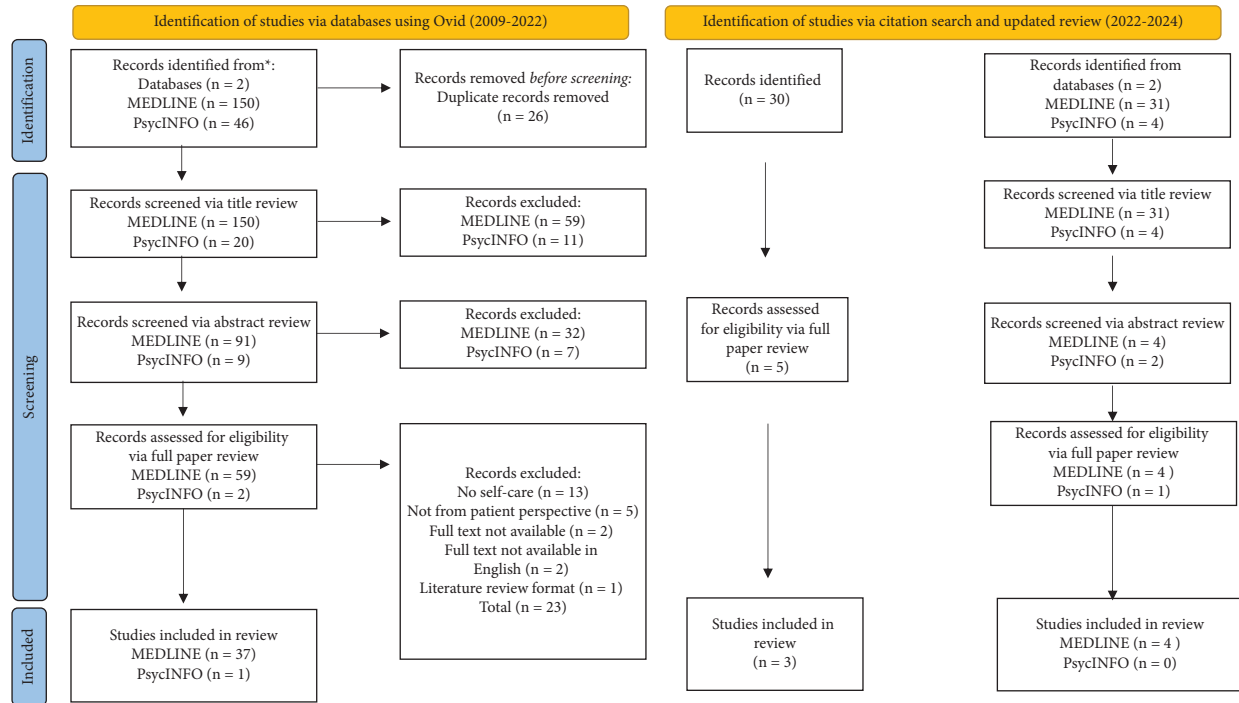 Identification of studies via databases using Ovid (2009-2022)
Identification of studies via citation search and updated review (2022-2024)
Identification
Records identified from*:
Databases (n = 2)
MEDLINE (n = 150)
PsycINFO (n = 46)
Records removed before screening:
Duplicate records removed
(n = 26)
Records identified
(n = 30)
Records identified from
databases (n = 2)
MEDLINE (n = 31)
PsycINFO (n = 4)
Screening
Records screened via title review
MEDLINE (n = 150)
PsycINFO (n = 20)
Records excluded:
MEDLINE (n = 59)
PsycINFO (n = 11)
Records screened via title review
MEDLINE (n = 31)
PsycINFO (n = 4)
Records screened via abstract review
MEDLINE (n = 91)
PsycINFO (n = 9)
Records excluded:
MEDLINE (n = 32)
PsycINFO (n = 7)
Records assessed
for eligibility via full
paper review
(n = 5)
Records screened via abstract review
MEDLINE (n = 4)
PsycINFO (n = 2)
Records assessed for eligibility
via full paper review
MEDLINE (n = 59)
PsycINFO (n = 2)
Records excluded:
No self-care (n = 13)
Not from patient perspective (n = 5)
Full text not available (n = 2)
Full text not available in
English (n = 2)
Literature review format (n = 1)
Total (n = 23)
Records assessed for eligibility
via full paper review
MEDLINE (n = 4 )
PsycINFO (n = 1)
Included
Studies included in review
MEDLINE (n = 37)
PsycINFO (n = 1)
Studies included in
review
(n = 3)
Studies included in review
MEDLINE (n = 4 )
PsycINFO (n = 0)